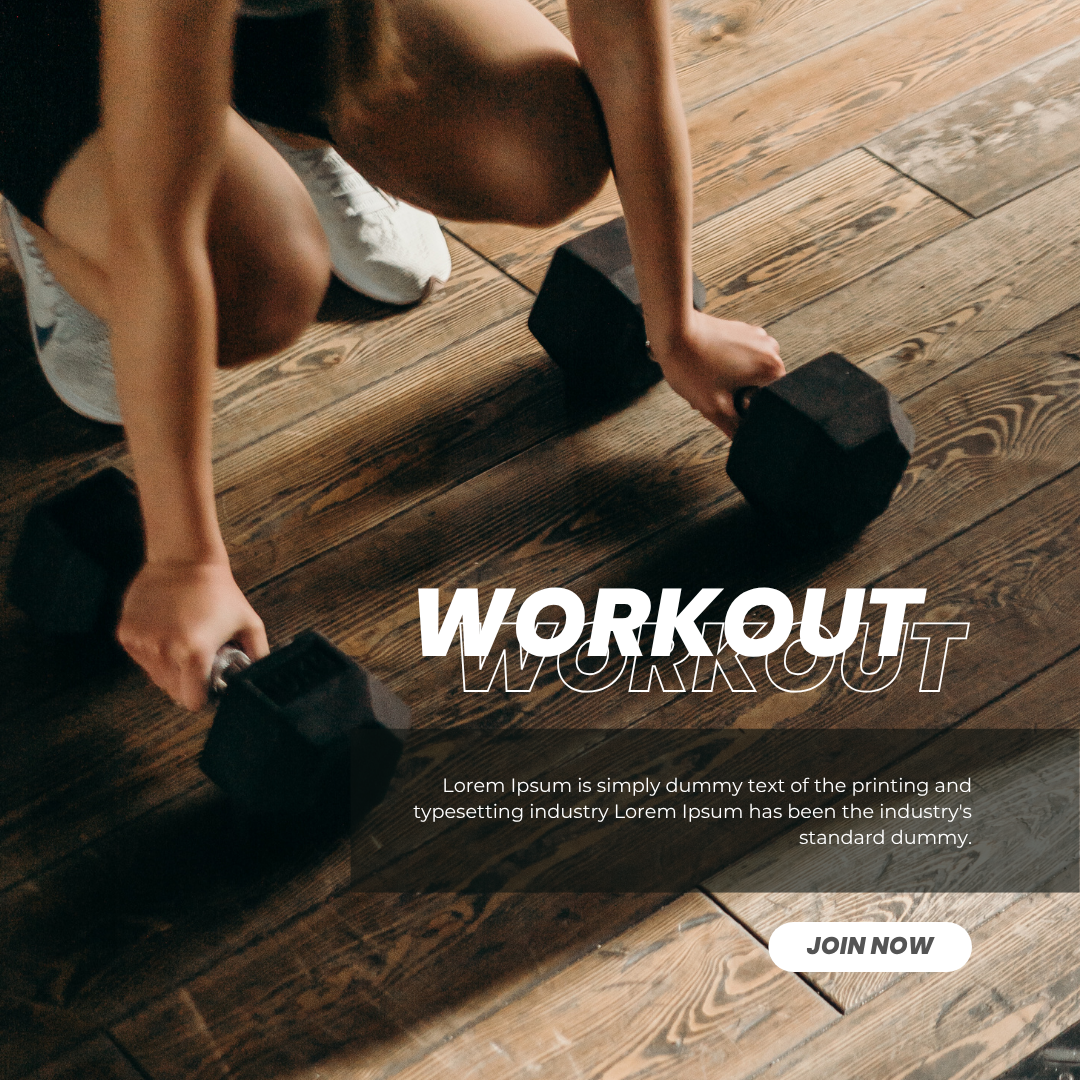 WORKOUT
WORKOUT
Lorem Ipsum is simply dummy text of the printing and
typesetting industry Lorem Ipsum has been the industry's
standard dummy.
JOIN NOW